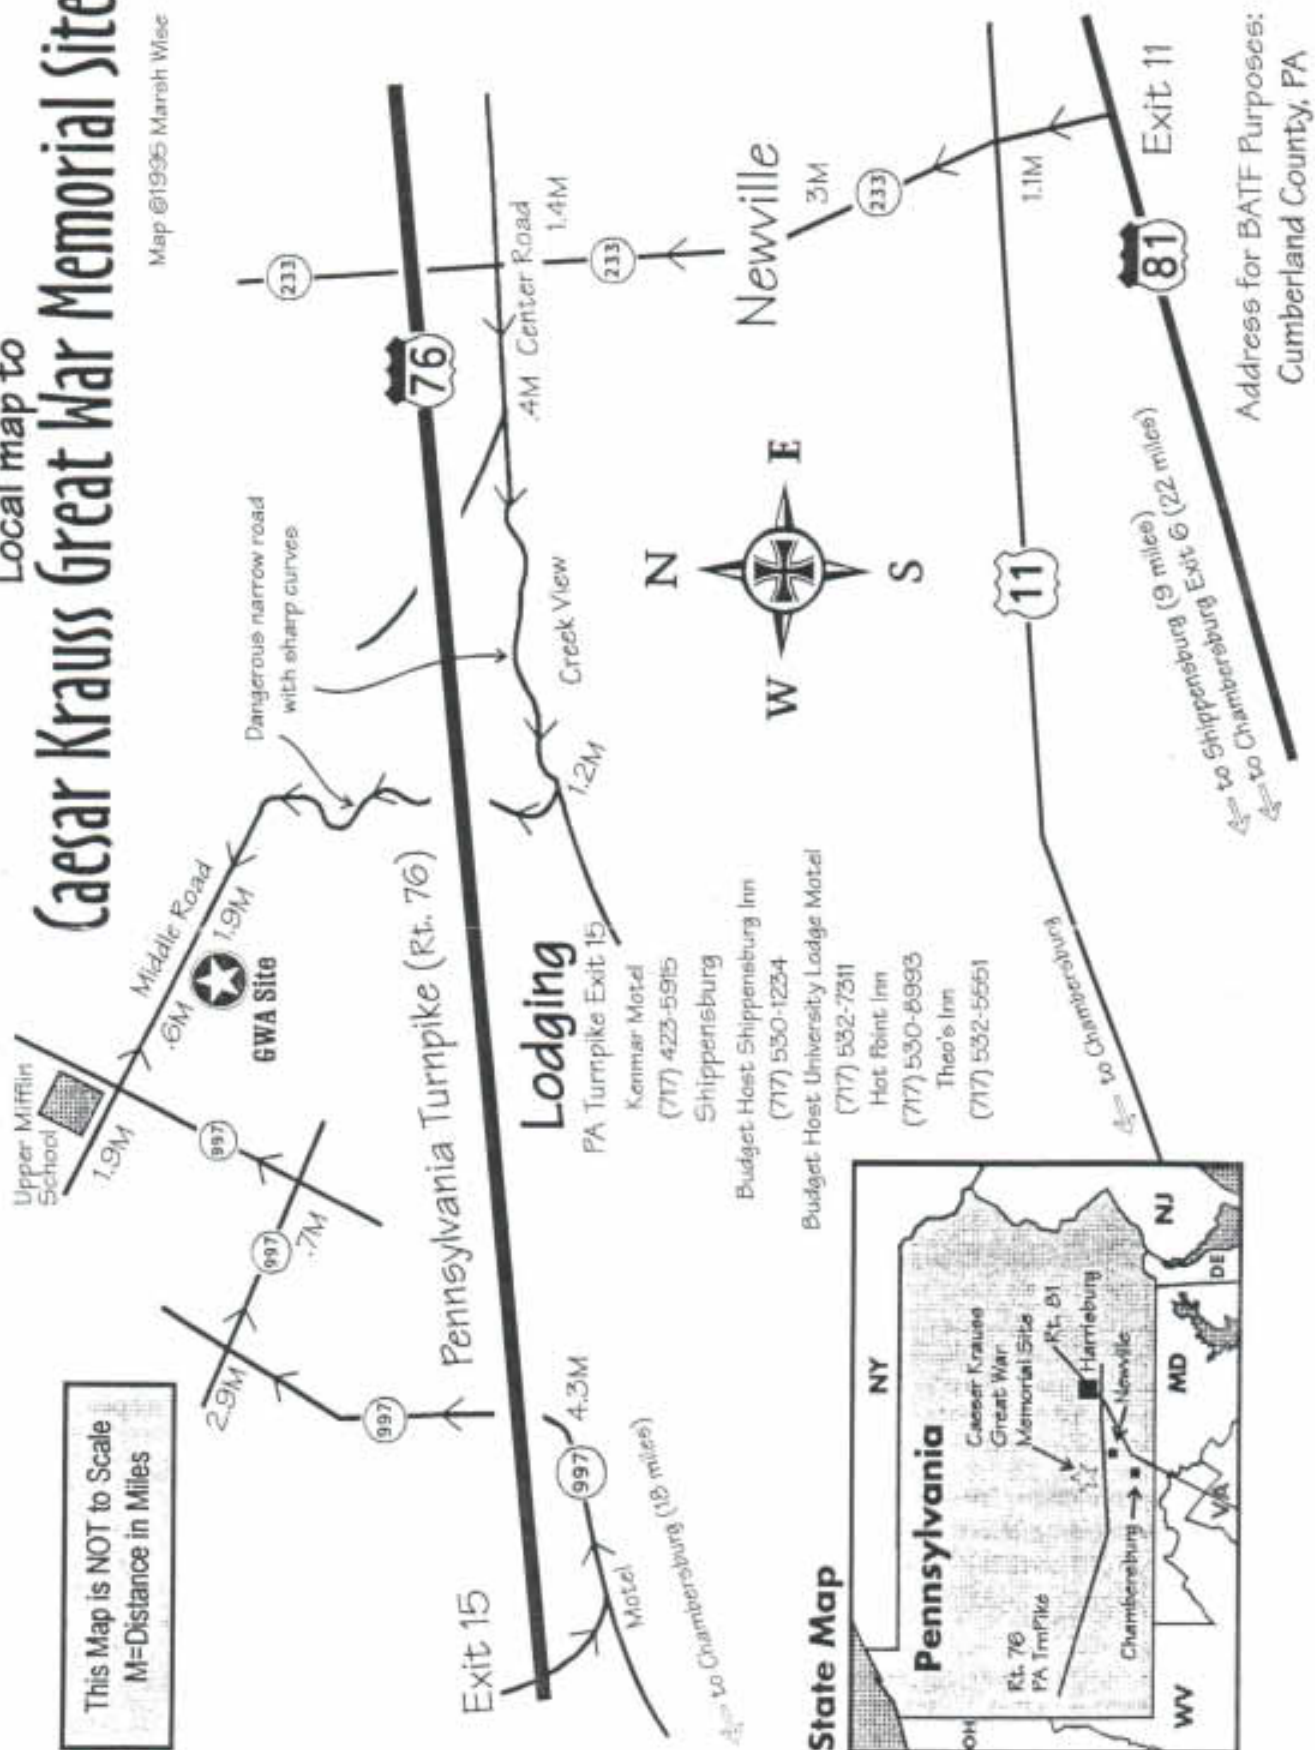 Local map to
Caesar Krauss Great War Memorial Site
Map ©1995 Marsh Wise
This Map is NOT to Scale
M=Distance in Miles
Upper Mifflin
School
1.9M
Middle Road
.6M
1.9M
GWA Site
997
.7M
997
2.9M
997
Dangerous narrow road
with sharp curves
233
76
Pennsylvania Turnpike (Rt. 76)
Exit 15
997
4.3M
Motel
to Chambersburg (18 miles)
.4M
Center Road
1.4M
233
Creek View
1.2M
Newville
3M
233
1.1M
Exit 11
81
11
N
W
E
S
Lodging
PA Turnpike Exit 15
Kenmar Motel
(717) 423-5915
Shippensburg
Budget Host Shippensburg Inn
(717) 530-1234
Budget Host University Lodge Motel
(717) 532-7311
Hot Point Inn
(717) 530-8993
Theo's Inn
(717) 532-5551
to Chambersburg
to Shippensburg (9 miles)
to Chambersburg Exit 6 (22 miles)
Address for BATF Purposes:
Cumberland County, PA
State Map
NY
Pennsylvania
Caeser Krauss
Great War
Memorial Site
Rt. 81
Harrisburg
Newville
Rt. 76
PA TrnPike
Chambersburg
OH
WV
VA
MD
DE
NJ